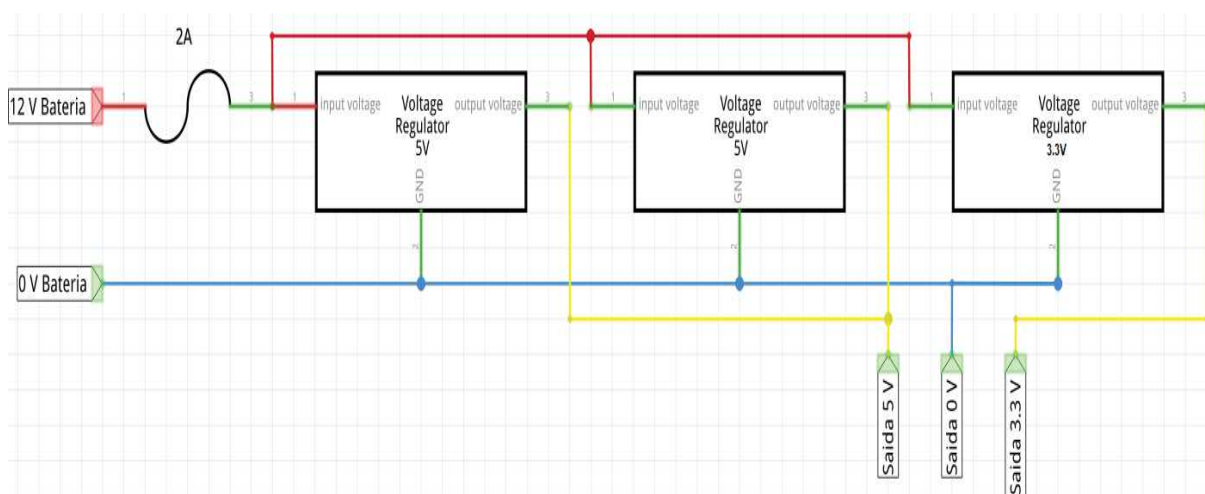 2A
12 V Bateria
1
3
1
input voltage
Voltage
Regulator
5V
output voltage
3
GND
2
1
input voltage
Voltage
Regulator
5V
output voltage
3
GND
2
1
input voltage
Voltage
Regulator
3.3V
output voltage
3
GND
2
0 V Bateria
Saida 5 V
Saida 0 V
Saida 3.3 V